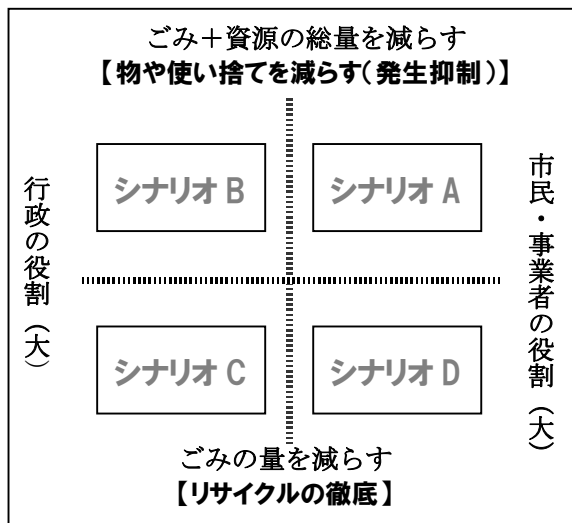 ごみ＋資源の総量を減らす
【物や使い捨てを減らす（発生抑制）】
行政の役割（大）
シナリオ B
シナリオ A
市民・事業者の役割（大）
シナリオ C
シナリオ D
ごみの量を減らす
【リサイクルの徹底】